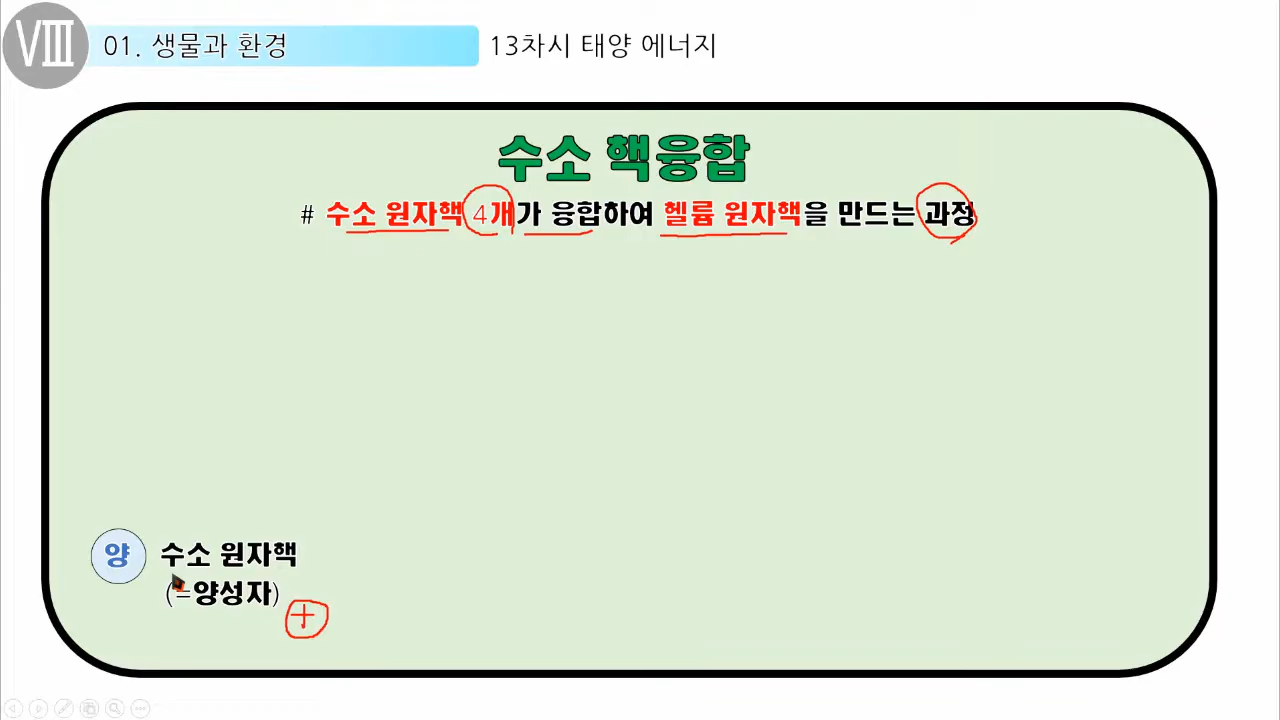 Ⅷ 01. 생물과 환경 13차시 태양 에너지
수소 핵융합
# 수소 원자핵 4개가 융합하여 헬륨 원자핵을 만드는 과정
양 수소 원자핵
(=양성자)
+